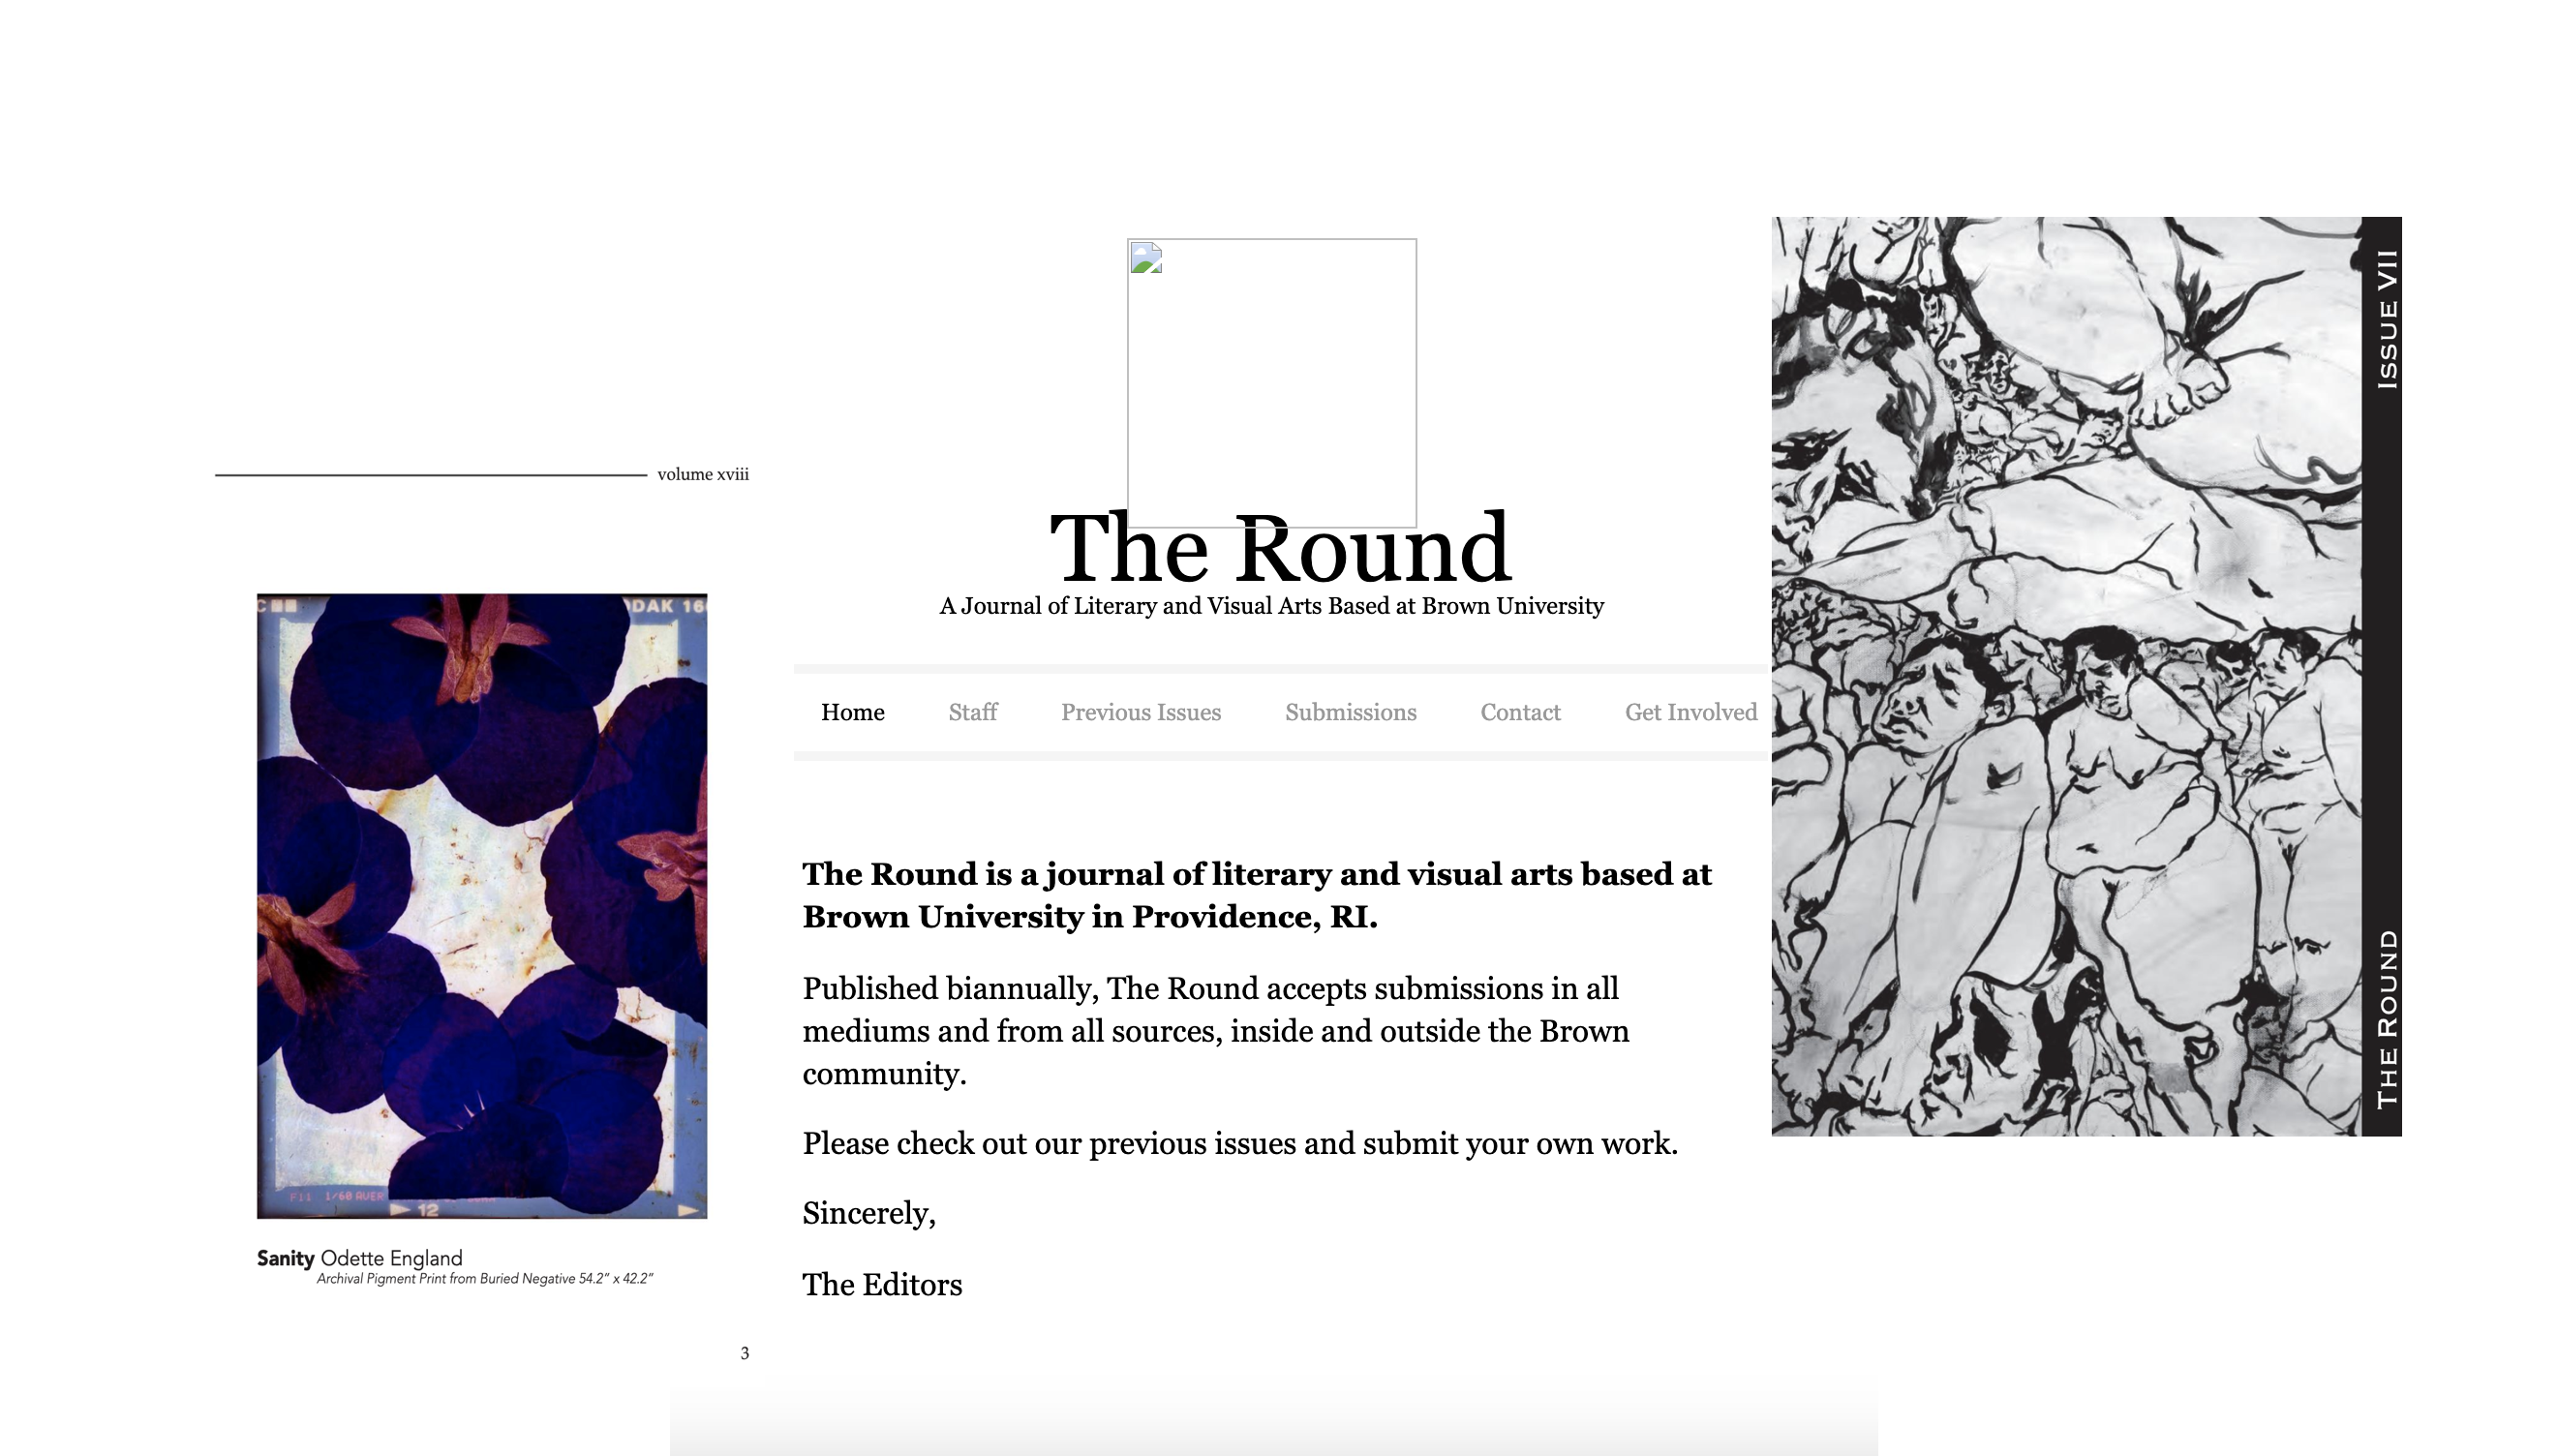 volume xviii
C
DAK 16
F11 1/60 AVER
12
Sanity Odette England
Archival Pigment Print from Buried Negative 54.2" x 42.2"
3
The Round
A Journal of Literary and Visual Arts Based at Brown University
Home Staff Previous Issues Submissions Contact Get Involved
The Round is a journal of literary and visual arts based at
Brown University in Providence, RI.
Published biannually, The Round accepts submissions in all
mediums and from all sources, inside and outside the Brown
community.
Please check out our previous issues and submit your own work.
Sincerely,
The Editors
ISSUE VII
THE ROUND